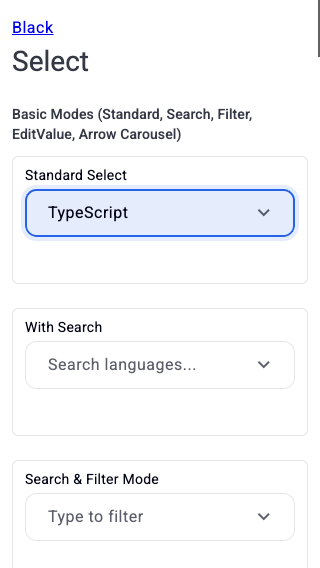 Black
Select
Basic Modes (Standard, Search, Filter,
EditValue, Arrow Carousel)
Standard Select
TypeScript
With Search
Search languages...
Search & Filter Mode
Type to filter